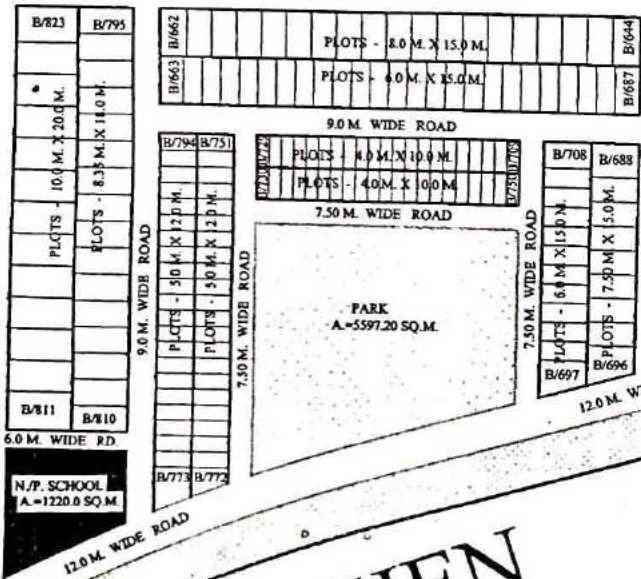 B/823
B/795
B/662
PLOTS - 8.0 M. X 15.0 M.
B/644
B/663
B/687
9.0 M. WIDE ROAD
PLOTS - 10.0 M. X 20.0 M.
PLOTS - 8.35 M. X 18.0 M.
B/794
B/751
PLOTS - 4.0 M. X 10.0 M.
PLOTS - 4.0 M. X 10.0 M.
B/750
B/708
B/688
7.50 M. WIDE ROAD
9.0 M. WIDE ROAD
PLOTS - 5.0 M. X 12.0 M.
PLOTS - 5.0 M. X 12.0 M.
7.50 M. WIDE ROAD
PARK
A.=5597.20 SQ.M.
7.50 M. WIDE ROAD
PLOTS - 6.0 M. X 15.0 M.
PLOTS - 7.50 M. X 15.0 M.
B/697
B/696
B/811
B/810
12.0 M. W
6.0 M. WIDE RD.
N./P. SCHOOL
A.=1220.0 SQ.M.
B/773
B/772
12.0 M. WIDE ROAD